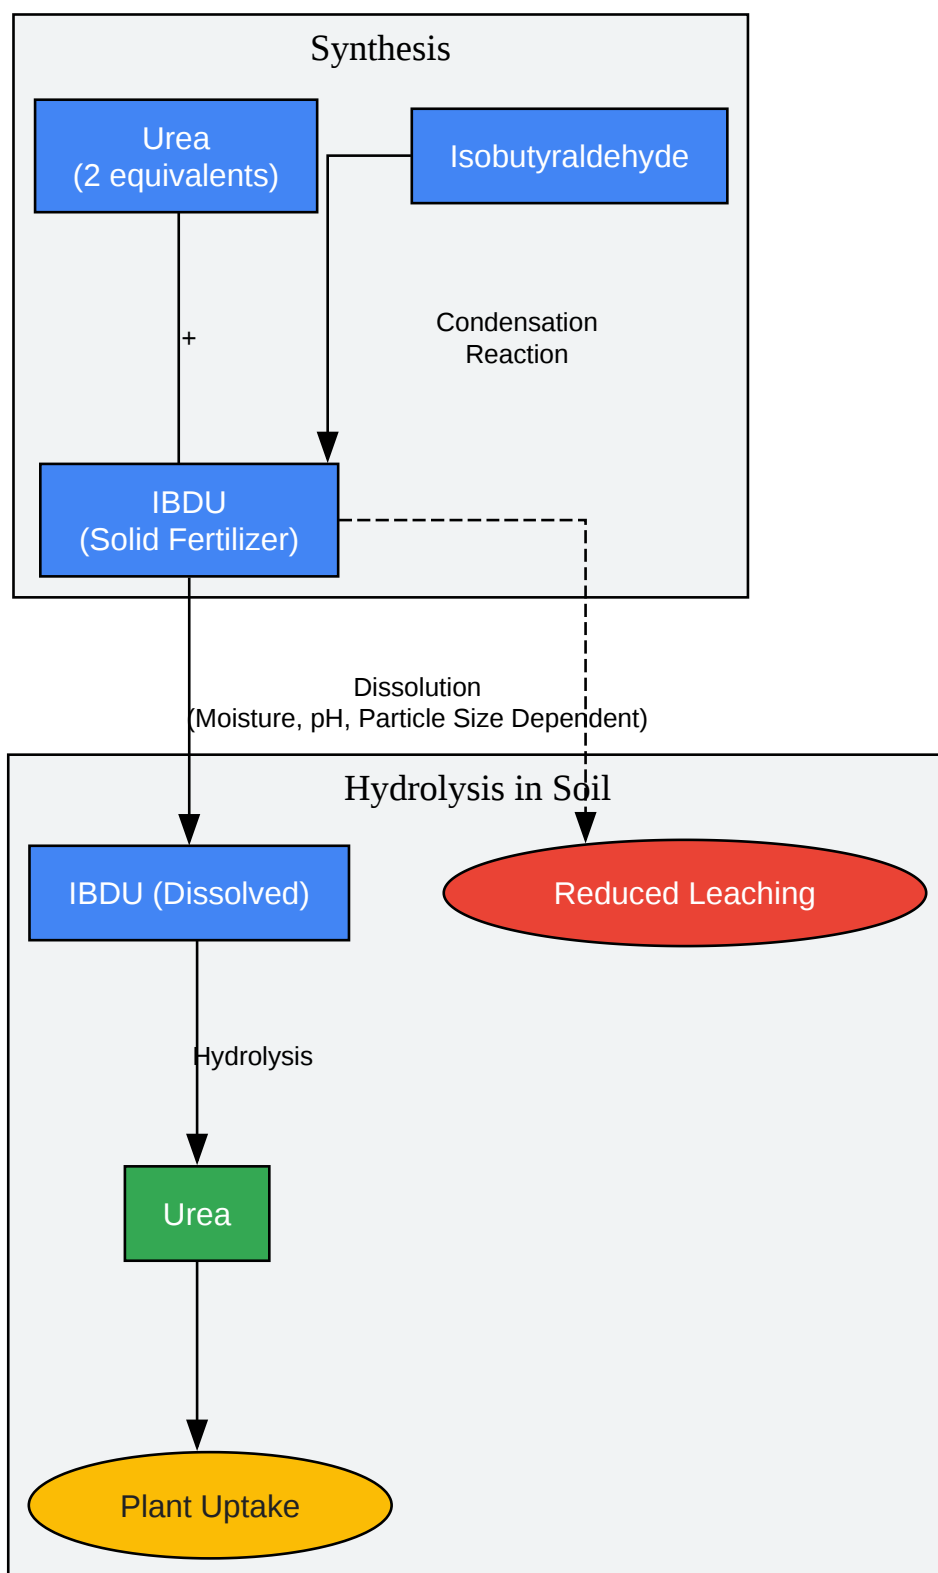 Synthesis
Urea
(2 equivalents)
Isobutyraldehyde
+
Condensation
Reaction
IBDU
(Solid Fertilizer)
Dissolution
(Moisture, pH, Particle Size Dependent)
Hydrolysis in Soil
IBDU (Dissolved)
Reduced Leaching
Hydrolysis
Urea
Plant Uptake